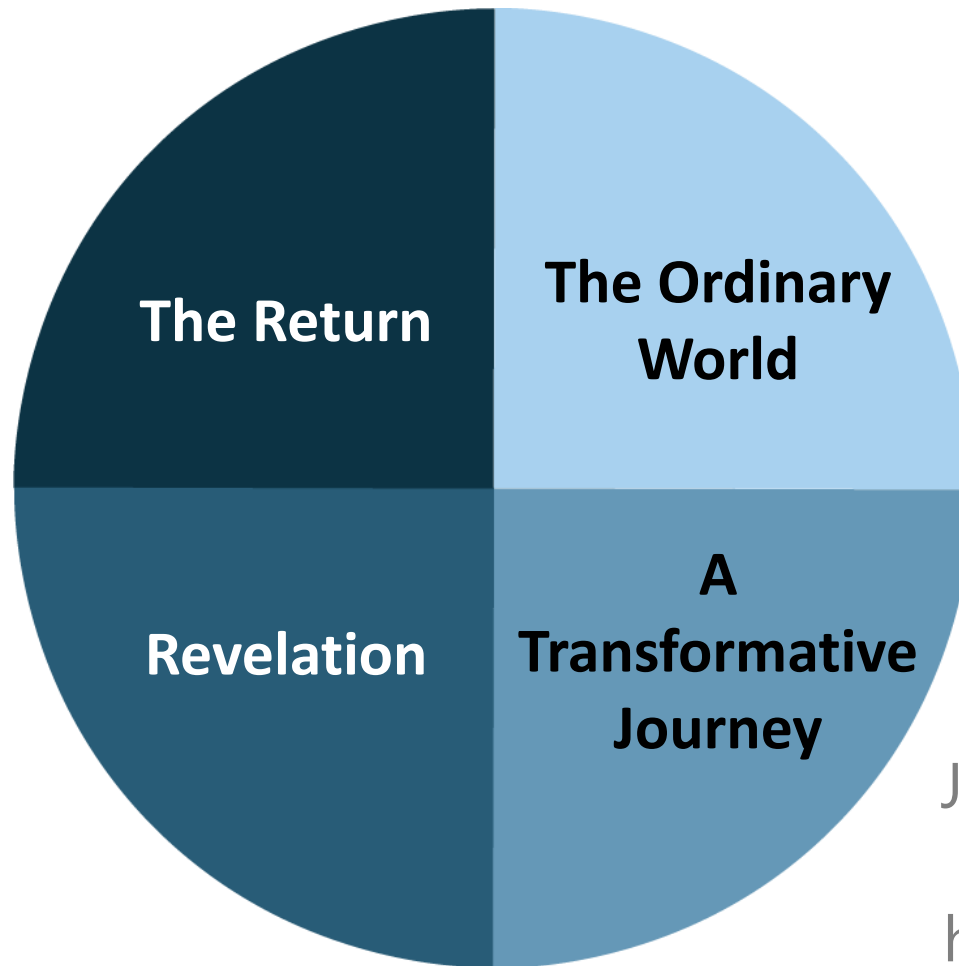 The Return
The Ordinary
World
Revelation
A
Transformative
Journey
J
h